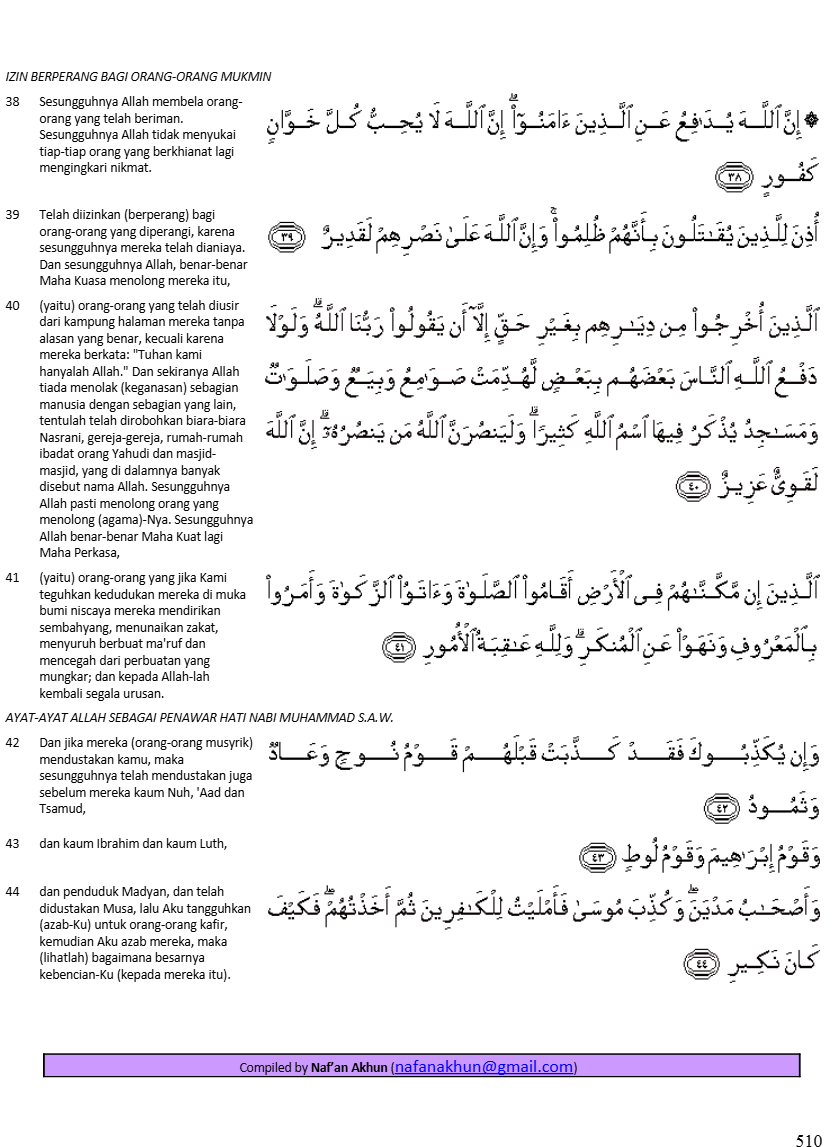 IZIN BERPERANG BAGI ORANG-ORANG MUKMIN
38 Sesungguhnya Allah membela orang-
orang yang telah beriman.
Sesungguhnya Allah tidak menyukai
tiap-tiap orang yang berkhianat lagi
mengingkari nikmat.
۞ إِنَّ ٱللَّـهَ يُدَٰفِعُ عَنِ ٱلَّذِينَ ءَامَنُوٓا۟ ۗ إِنَّ ٱللَّهَ لَا يُحِبُّ كُلَّ خَوَّانٍ
كَفُورٍ ٣٨
39 Telah diizinkan (berperang) bagi
orang-orang yang diperangi, karena
sesungguhnya mereka telah dianiaya.
Dan sesungguhnya Allah, benar-benar
Maha Kuasa menolong mereka itu,
أُذِنَ لِلَّذِينَ يُقَٰتَلُونَ بِأَنَّهُمْ ظُلِمُوا۟ ۚ وَإِنَّ ٱللَّهَ عَلَىٰ نَصْرِهِمْ لَقَدِيرٌ ٣٩
40 (yaitu) orang-orang yang telah diusir
dari kampung halaman mereka tanpa
alasan yang benar, kecuali karena
mereka berkata: "Tuhan kami
hanyalah Allah." Dan sekiranya Allah
tiada menolak (keganasan) sebagian
manusia dengan sebagian yang lain,
tentulah telah dirobohkan biara-biara
Nasrani, gereja-gereja, rumah-rumah
ibadat orang Yahudi dan masjid-
masjid, yang di dalamnya banyak
disebut nama Allah. Sesungguhnya
Allah pasti menolong orang yang
menolong (agama)-Nya. Sesungguhnya
Allah benar-benar Maha Kuat lagi
Maha Perkasa,
ٱلَّذِينَ أُخْرِجُوا۟ مِن دِيَٰرِهِم بِغَيْرِ حَقٍّ إِلَّآ أَن يَقُولُوا۟ رَبُّنَا ٱللَّهُ ۗ وَلَوْلَا
دَفْعُ ٱللَّهِ ٱلنَّاسَ بَعْضَهُم بِبَعْضٍ لَّهُدِّمَتْ صَوَٰمِعُ وَبِيَعٌ وَصَلَوَٰتٌ
وَمَسَٰجِدُ يُذْكَرُ فِيهَا ٱسْمُ ٱللَّهِ كَثِيرًا ۗ وَلَيَنصُرَنَّ ٱللَّهُ مَن يَنصُرُهُۥٓ ۗ إِنَّ ٱللَّهَ
لَقَوِىٌّ عَزِيزٌ ٤٠
41 (yaitu) orang-orang yang jika Kami
teguhkan kedudukan mereka di muka
bumi niscaya mereka mendirikan
sembahyang, menunaikan zakat,
menyuruh berbuat ma'ruf dan
mencegah dari perbuatan yang
mungkar; dan kepada Allah-lah
kembali segala urusan.
ٱلَّذِينَ إِن مَّكَّنَّٰهُمْ فِى ٱلْأَرْضِ أَقَامُوا۟ ٱلصَّلَوٰةَ وَءَاتَوُا۟ ٱلزَّكَوٰةَ وَأَمَرُوا۟
بِٱلْمَعْرُوفِ وَنَهَوْا۟ عَنِ ٱلْمُنكَرِ ۗ وَلِلَّهِ عَٰقِبَةُ ٱلْأُمُورِ ٤١
AYAT-AYAT ALLAH SEBAGAI PENAWAR HATI NABI MUHAMMAD S.A.W.
42 Dan jika mereka (orang-orang musyrik)
mendustakan kamu, maka
sesungguhnya telah mendustakan juga
sebelum mereka kaum Nuh, 'Aad dan
Tsamud,
وَإِن يُكَذِّبُوكَ فَقَدْ كَذَّبَتْ قَبْلَهُمْ قَوْمُ نُوحٍ وَعَادٌ
وَثَمُودُ ٤٢
43 dan kaum Ibrahim dan kaum Luth,
وَقَوْمُ إِبْرَٰهِيمَ وَقَوْمُ لُوطٍ ٤٣
44 dan penduduk Madyan, dan telah
didustakan Musa, lalu Aku tangguhkan
(azab-Ku) untuk orang-orang kafir,
kemudian Aku azab mereka, maka
(lihatlah) bagaimana besarnya
kebencian-Ku (kepada mereka itu).
وَأَصْحَٰبُ مَدْيَنَ ۖ وَكُذِّبَ مُوسَىٰ فَأَمْلَيْتُ لِلْكَٰفِرِينَ ثُمَّ أَخَذْتُهُمْ ۖ فَكَيْفَ
كَانَ نَكِيرِ ٤٤
Compiled by Naf’an Akhun (nafanakhun@gmail.com)
510